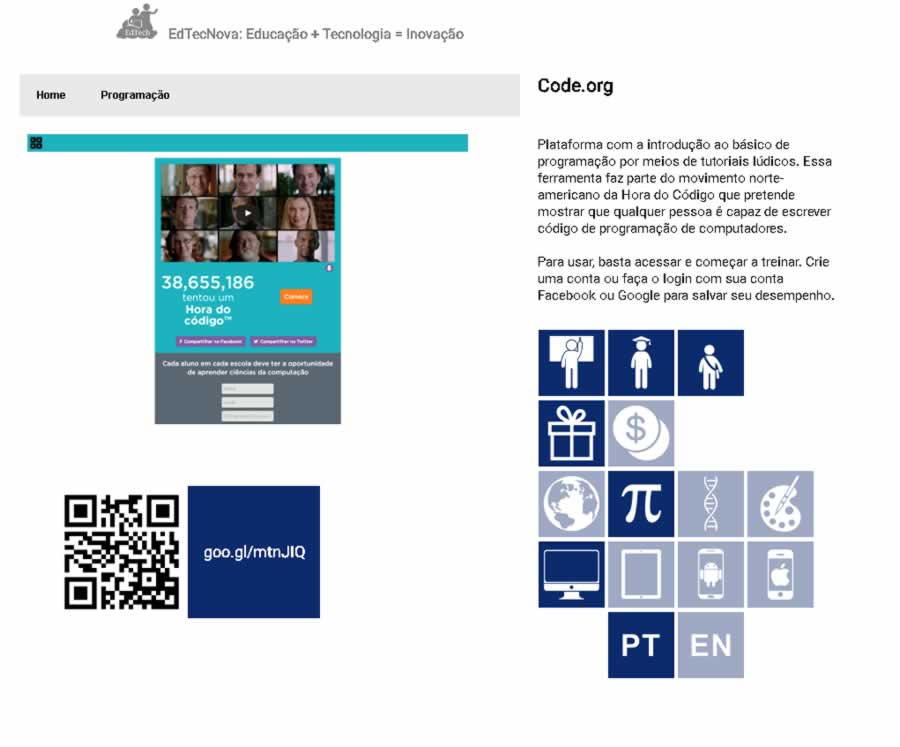 EdTech
EdTecNova: Educação + Tecnologia = Inovação
Home Programação
38,655,186
tentou um
Hora do
código™
Comece
Compartilhar no Facebook Compartilhar no Twitter
Cada aluno em cada escola deve ter a oportunidade
de aprender ciências da computação
goo.gl/mtnJIQ
Code.org
Plataforma com a introdução ao básico de
programação por meios de tutoriais lúdicos. Essa
ferramenta faz parte do movimento norte-
americano da Hora do Código que pretende
mostrar que qualquer pessoa é capaz de escrever
código de programação de computadores.
Para usar, basta acessar e começar a treinar. Crie
uma conta ou faça o login com sua conta
Facebook ou Google para salvar seu desempenho.
$
π
PT EN